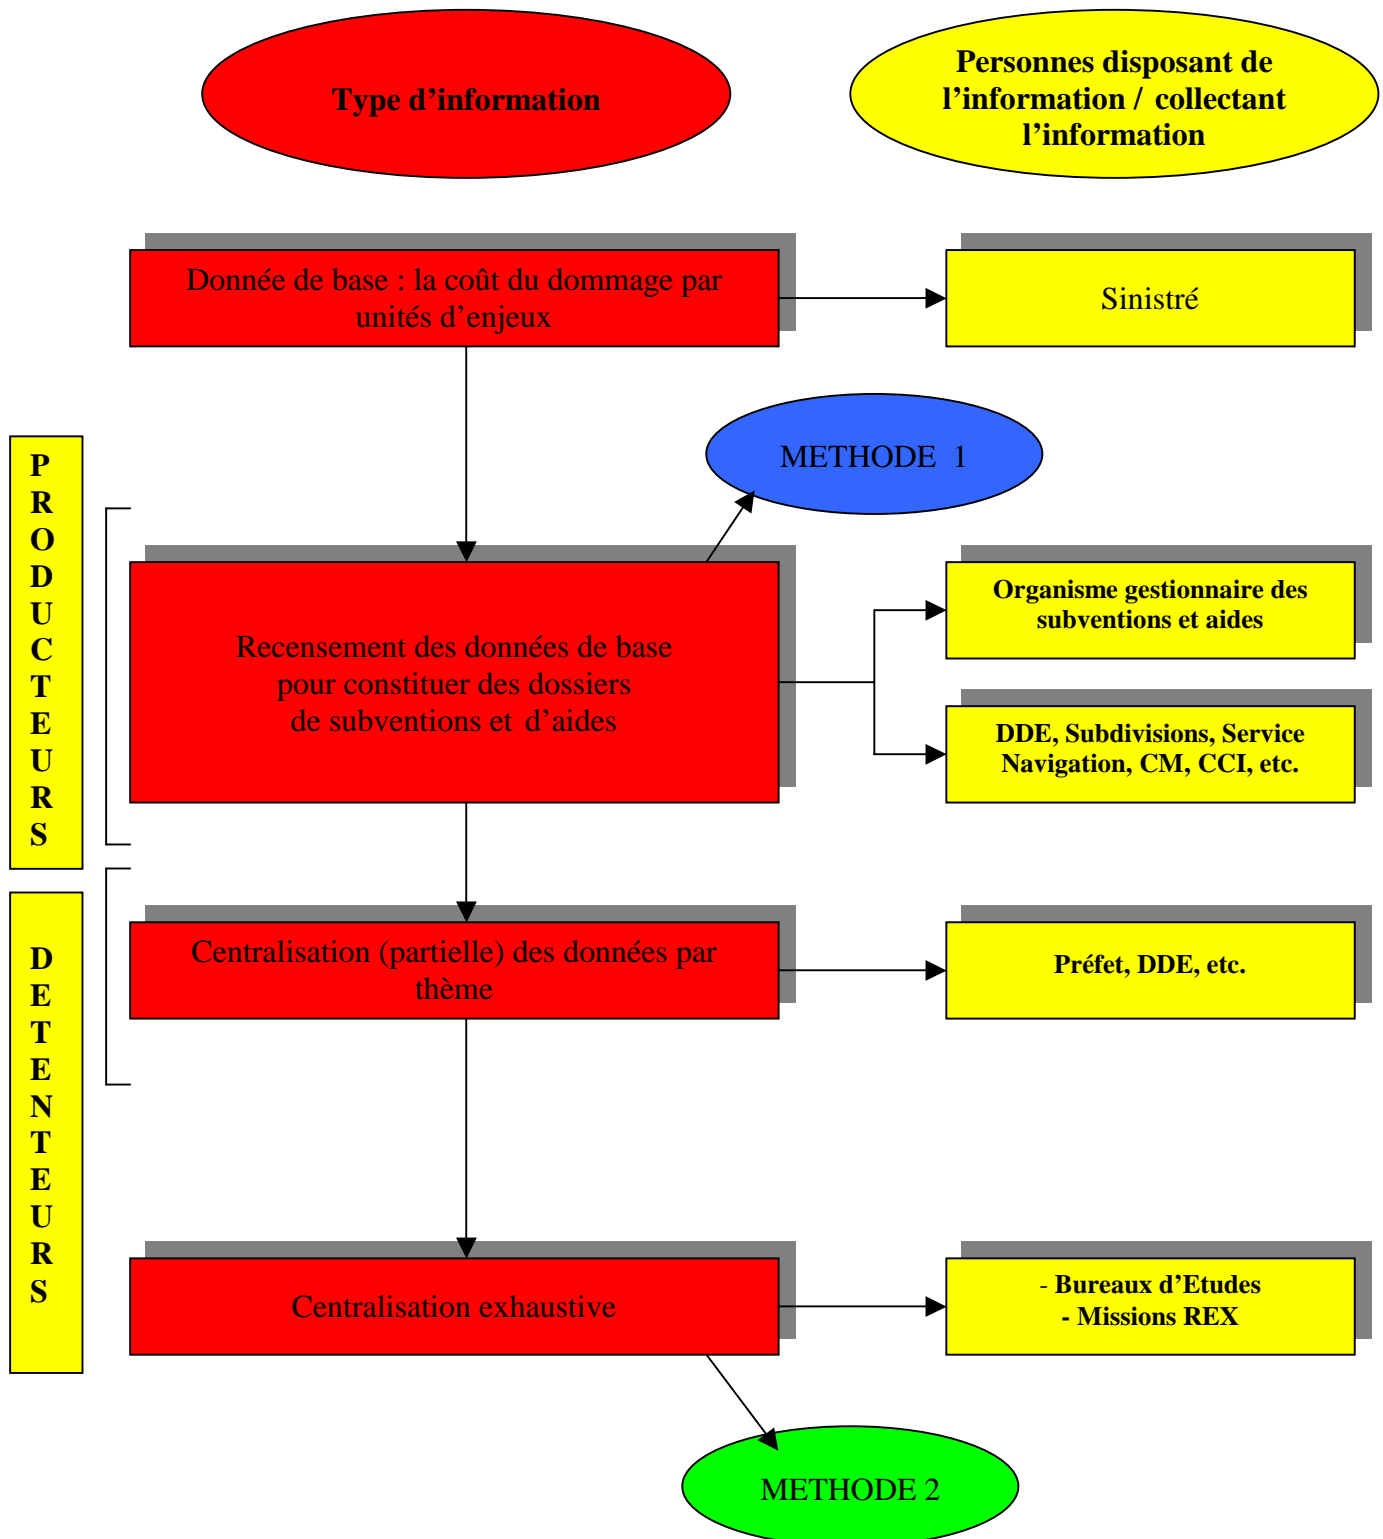 Type d’information
Personnes disposant de
l’information / collectant
l’information
Donnée de base : la coût du dommage par
unités d’enjeux
Sinistré
METHODE 1
PRODUCTEURS
Recensement des données de base
pour constituer des dossiers
de subventions et d’aides
Organisme gestionnaire des
subventions et aides
DDE, Subdivisions, Service
Navigation, CM, CCI, etc.
DETENTEURS
Centralisation (partielle) des données par
thème
Préfet, DDE, etc.
Centralisation exhaustive
- Bureaux d’Etudes
- Missions REX
METHODE 2